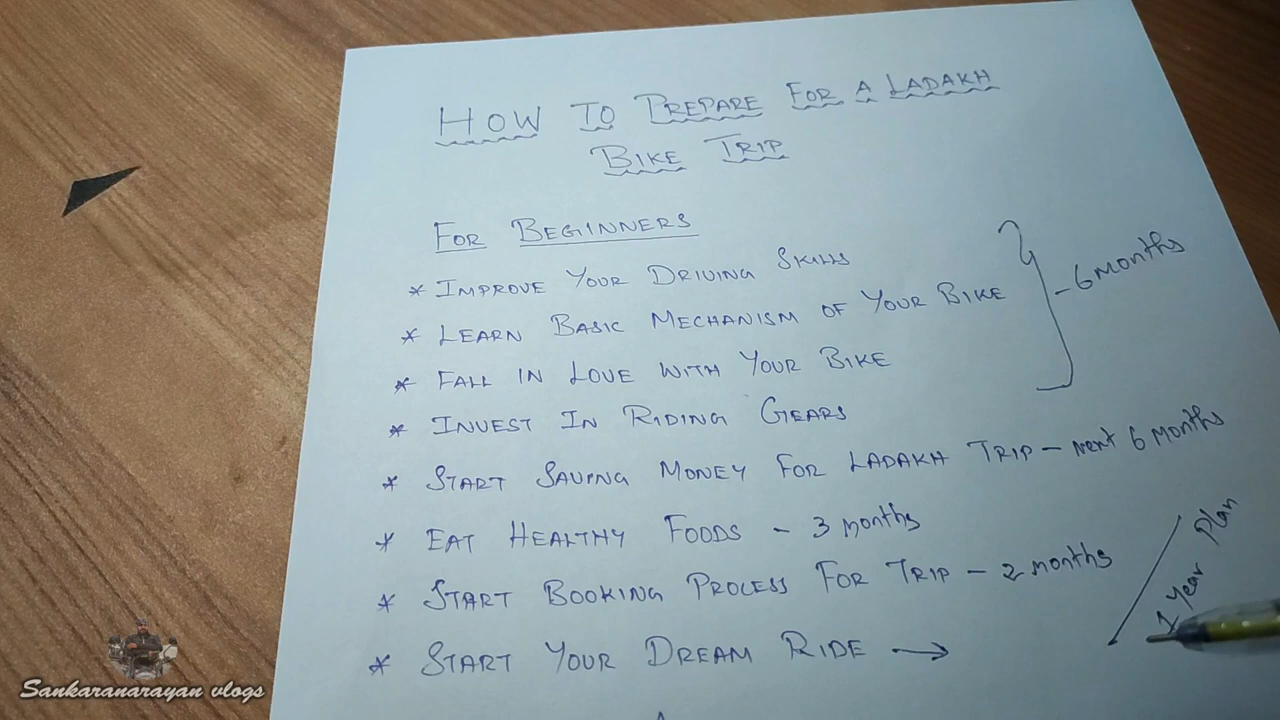 HOW TO PREPARE FOR A LADAKH
BIKE TRIP
FOR BEGINNERS
* IMPROVE YOUR DRIVING SKILLS
* LEARN BASIC MECHANISM OF YOUR BIKE
* FALL IN LOVE WITH YOUR BIKE
- 6 months
* INVEST IN RIDING GEARS
* START SAVING MONEY FOR LADAKH TRIP - next 6 months
* EAT HEALTHY FOODS - 3 months
* START BOOKING PROCESS FOR TRIP - 2 months
* START YOUR DREAM RIDE →
1 year plan
Sankaranarayan vlogs